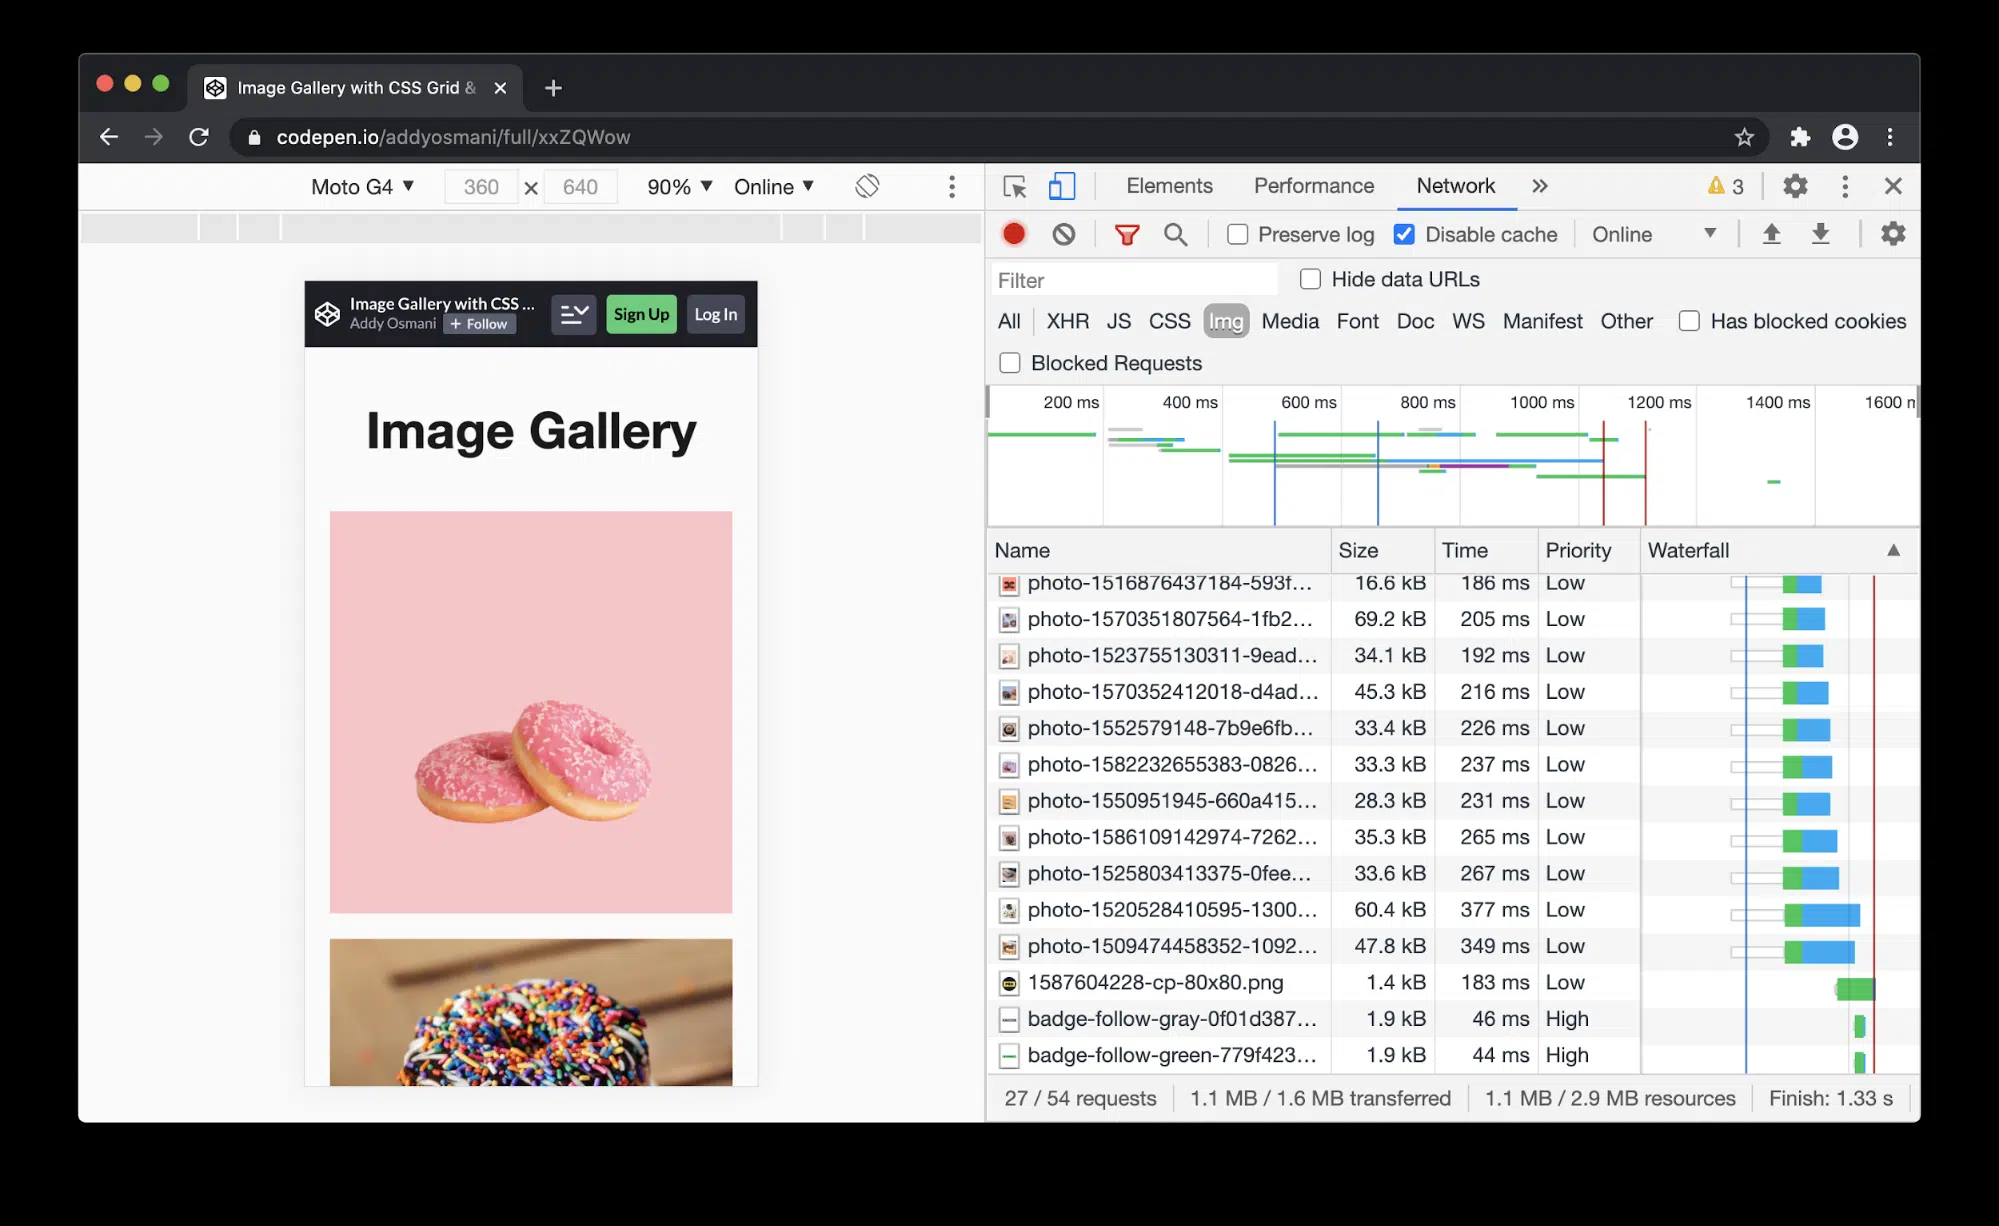 Image Gallery with CSS Grid &
codepen.io/addyosmani/full/xxZQWow
Moto G4 360 × 640 90% Online
Elements Performance Network » 3
Preserve log Disable cache Online
Filter Hide data URLs
All XHR JS CSS Img Media Font Doc WS Manifest Other Has blocked cookies
Blocked Requests
200 ms 400 ms 600 ms 800 ms 1000 ms 1200 ms 1400 ms 1600 m
Name Size Time Priority Waterfall
photo-1516876437184-593f... 16.6 kB 186 ms Low
photo-1570351807564-1fb2... 69.2 kB 205 ms Low
photo-1523755130311-9ead... 34.1 kB 192 ms Low
photo-1570352412018-d4ad... 45.3 kB 216 ms Low
photo-1552579148-7b9e6fb... 33.4 kB 226 ms Low
photo-1582232655383-0826... 33.3 kB 237 ms Low
photo-1550951945-660a415... 28.3 kB 231 ms Low
photo-1586109142974-7262... 35.3 kB 265 ms Low
photo-1525803413375-0fee... 33.6 kB 267 ms Low
photo-1520528410595-1300... 60.4 kB 377 ms Low
photo-1509474458352-1092... 47.8 kB 349 ms Low
1587604228-cp-80x80.png 1.4 kB 183 ms Low
badge-follow-gray-0f01d387... 1.9 kB 46 ms High
badge-follow-green-779f423... 1.9 kB 44 ms High
27 / 54 requests 1.1 MB / 1.6 MB transferred 1.1 MB / 2.9 MB resources Finish: 1.33 s
Image Gallery with CSS ...
Addy Osmani + Follow
Sign Up Log In
Image Gallery